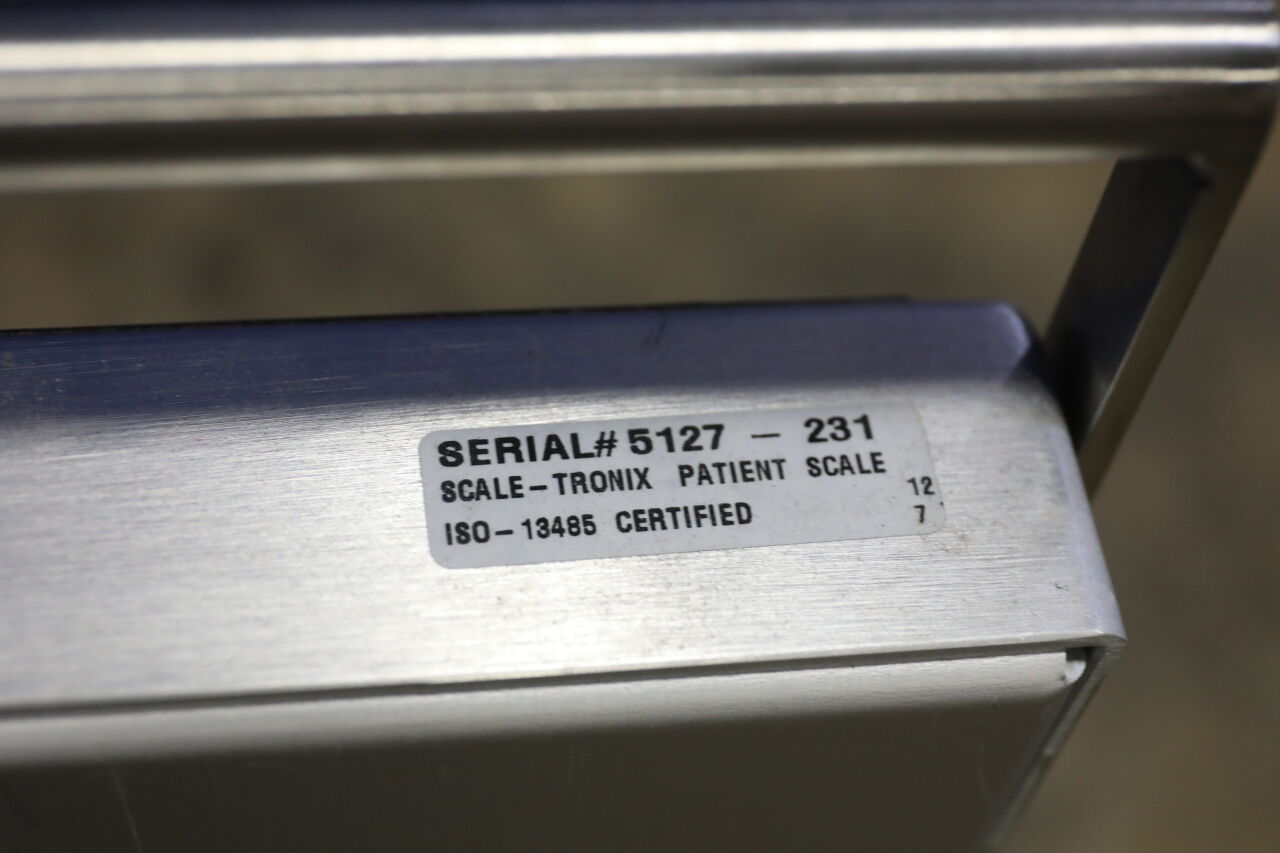 SERIAL# 5127 - 231
SCALE-TRONIX PATIENT SCALE
12
ISO-13485 CERTIFIED
7